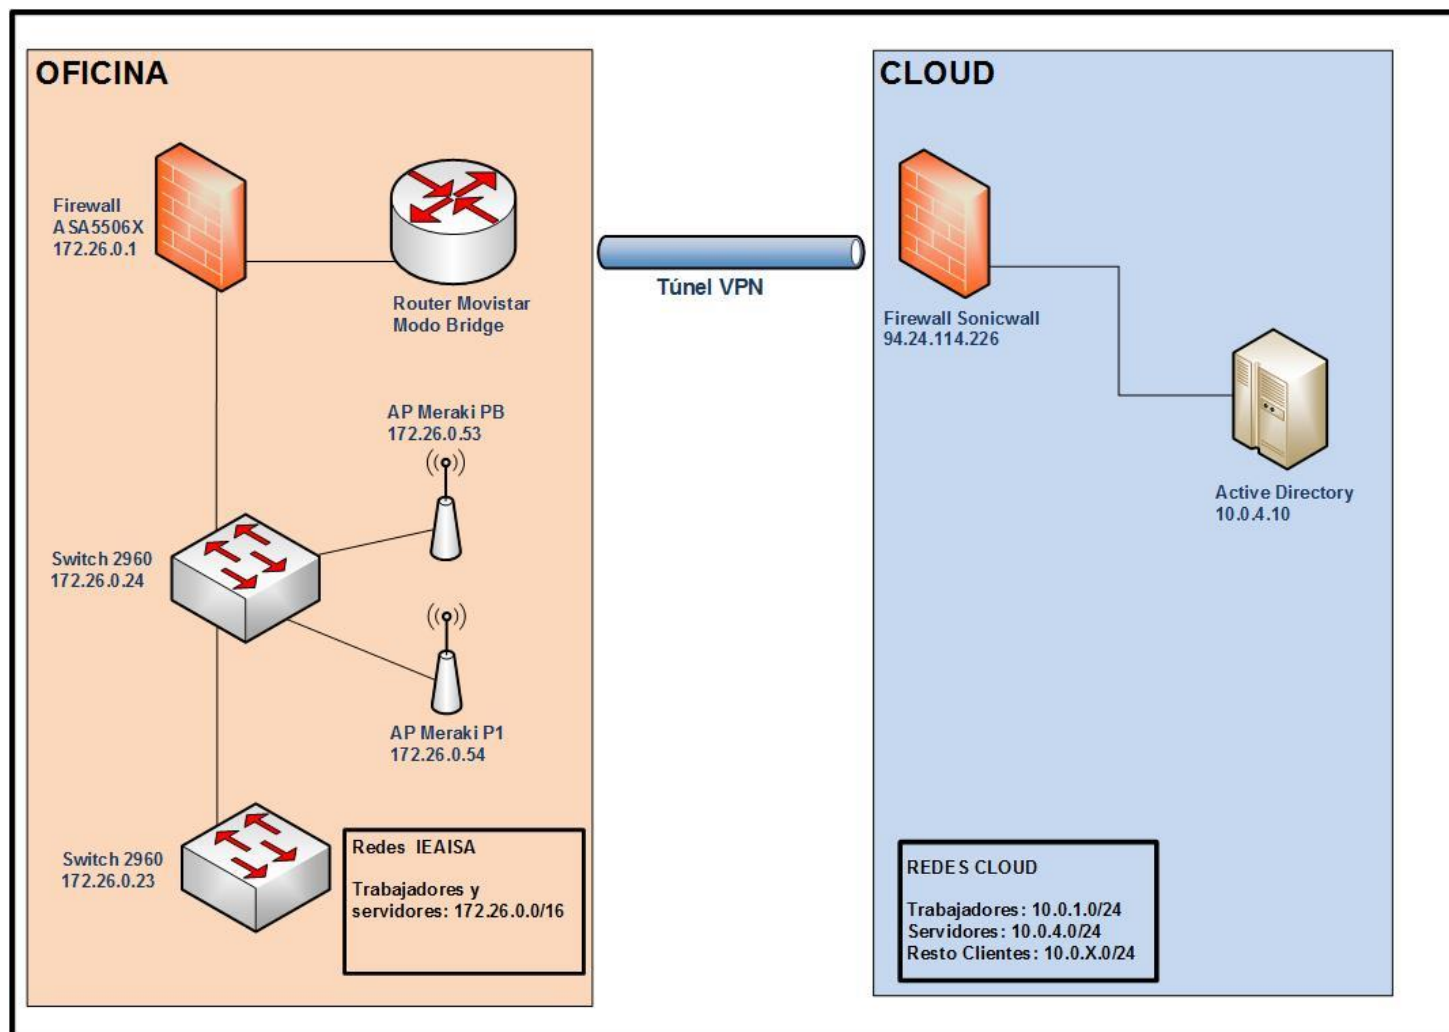 OFICINA
Firewall
ASA5506X
172.26.0.1
Router Movistar
Modo Bridge
AP Meraki PB
172.26.0.53
Switch 2960
172.26.0.24
AP Meraki P1
172.26.0.54
Switch 2960
172.26.0.23
Redes IEAISA
Trabajadores y
servidores: 172.26.0.0/16
Túnel VPN
CLOUD
Firewall Sonicwall
94.24.114.226
Active Directory
10.0.4.10
REDES CLOUD
Trabajadores: 10.0.1.0/24
Servidores: 10.0.4.0/24
Resto Clientes: 10.0.X.0/24